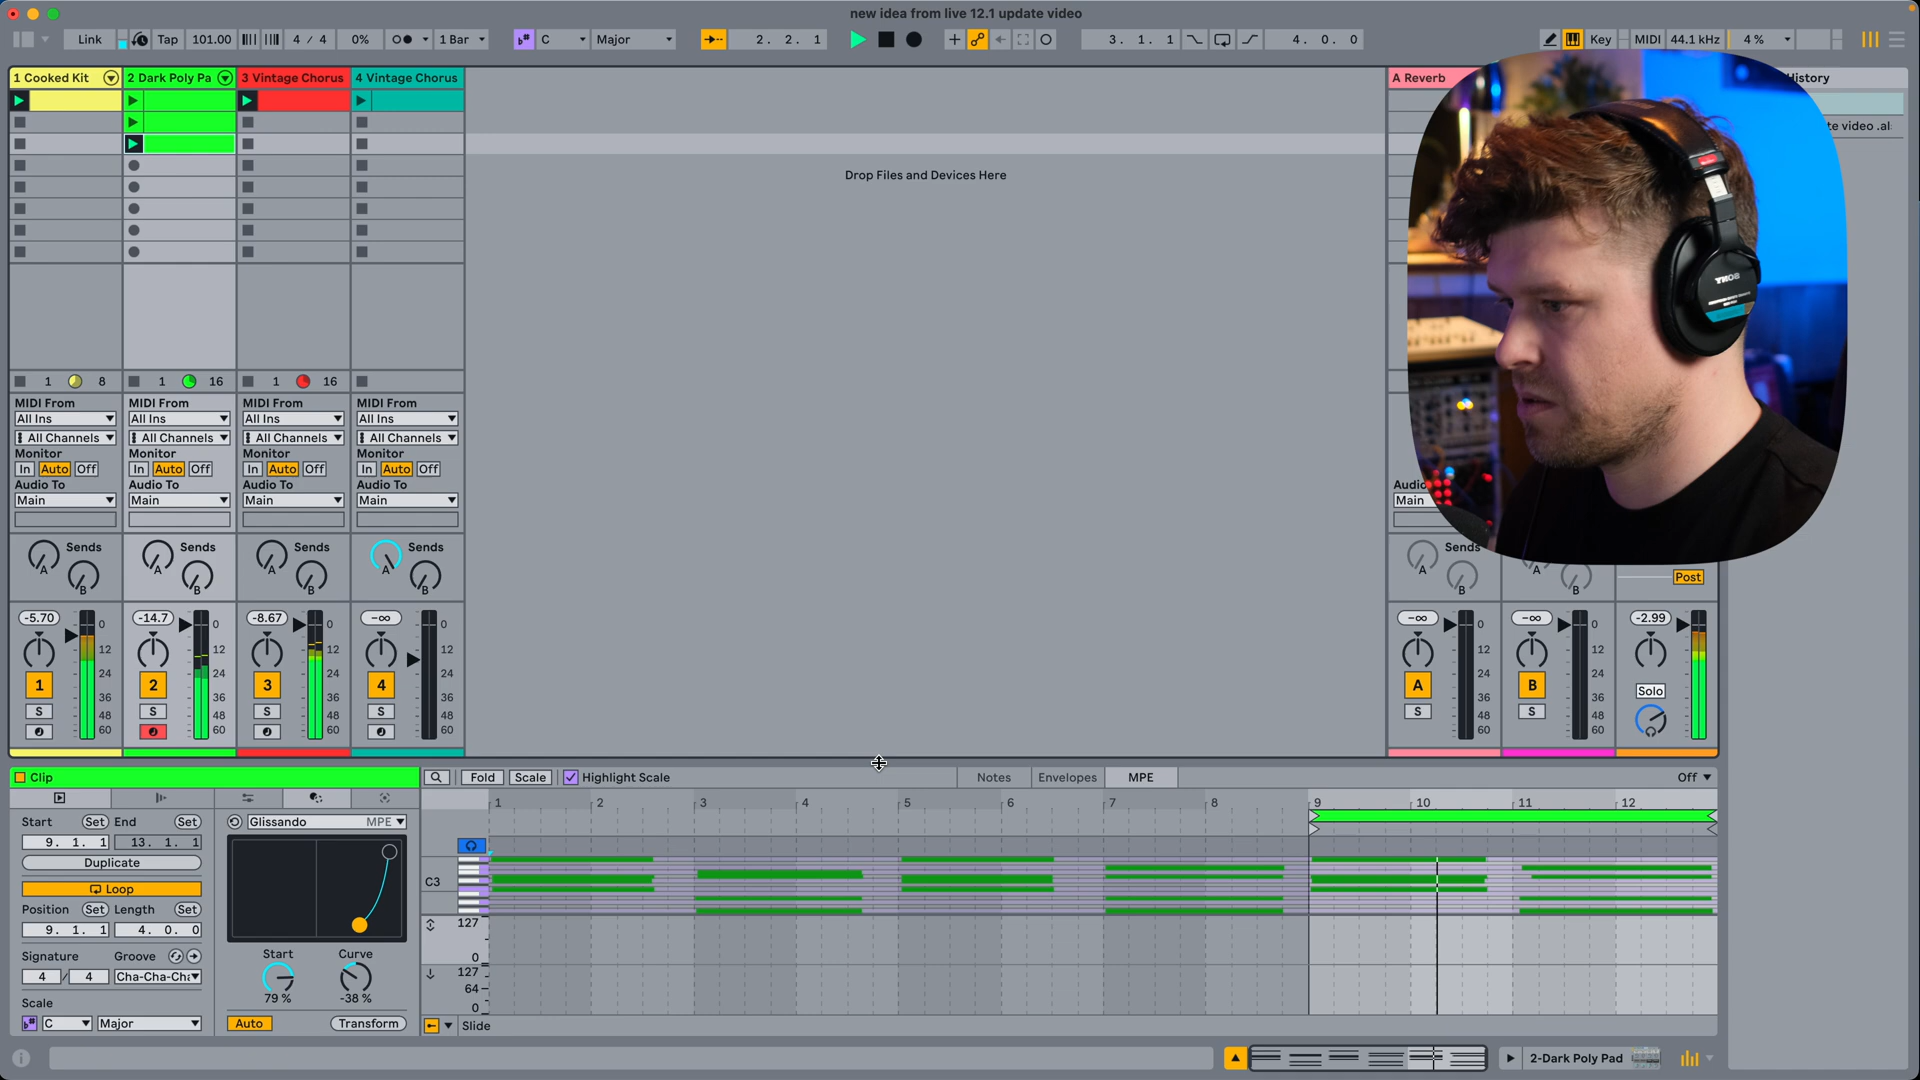 new idea from live 12.1 update video
Link Tap 101.00 4 / 4 0% 1 Bar C Major 2. 2. 1 3. 1. 1 4. 0. 0 Key MIDI 44.1 kHz 4 %
1 Cooked Kit 2 Dark Poly Pa 3 Vintage Chorus 4 Vintage Chorus A Reverb History
te video .al
Drop Files and Devices Here
1 8 1 16 1 16
MIDI From MIDI From MIDI From MIDI From
All Ins All Ins All Ins All Ins
All Channels All Channels All Channels All Channels
Monitor Monitor Monitor Monitor
In Auto Off In Auto Off In Auto Off In Auto Off
Audio To Audio To Audio To Audio To Audio
Main Main Main Main Main
Sends Sends Sends Sends Sends
A A A A A A
B B B B B B
Post
-5.70 0 -14.7 0 -8.67 0 -∞ 0 -∞ 0 -∞ 0 -2.99 0
12 12 12 12 12 12 12
24 24 24 24 24 24 24
1 2 3 4 A B Solo
36 36 36 36 36 36 36
S S S S S S
48 48 48 48 48 48 48
60 60 60 60 60 60 60
Clip Fold Scale Highlight Scale Notes Envelopes MPE Off
1 2 3 4 5 6 7 8 9 10 11 12
Start Set End Set Glissando MPE
9. 1. 1 13. 1. 1
Duplicate
C3
Loop
Position Set Length Set
9. 1. 1 4. 0. 0
127
0
Signature Groove Start Curve
4 / 4 Cha-Cha-Cha
127
64
0
79 % -38 %
Scale
C Major Auto Transform Slide
2-Dark Poly Pad